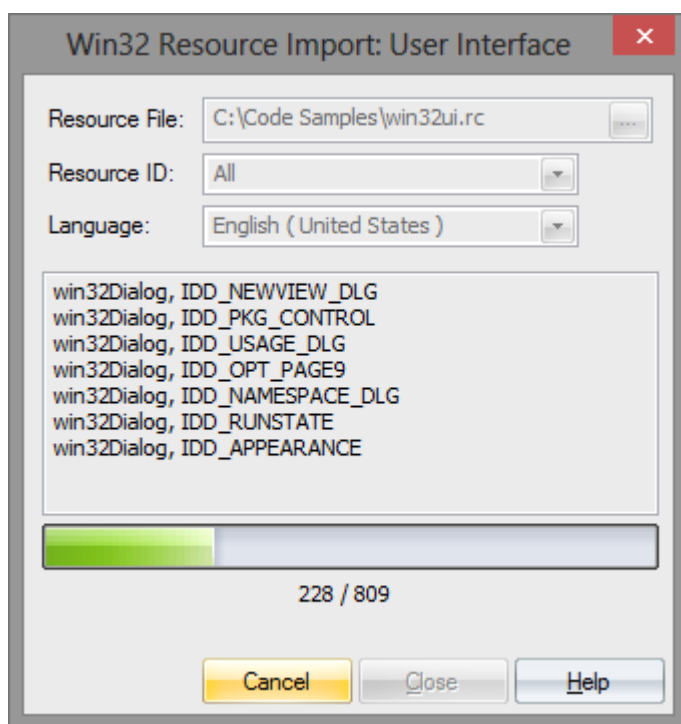 Win32 Resource Import: User Interface
Resource File: C:\Code Samples\win32ui.rc ...
Resource ID: All
Language: English ( United States )
win32Dialog, IDD_NEWVIEW_DLG
win32Dialog, IDD_PKG_CONTROL
win32Dialog, IDD_USAGE_DLG
win32Dialog, IDD_OPT_PAGE9
win32Dialog, IDD_NAMESPACE_DLG
win32Dialog, IDD_RUNSTATE
win32Dialog, IDD_APPEARANCE
228 / 809
Cancel Close Help